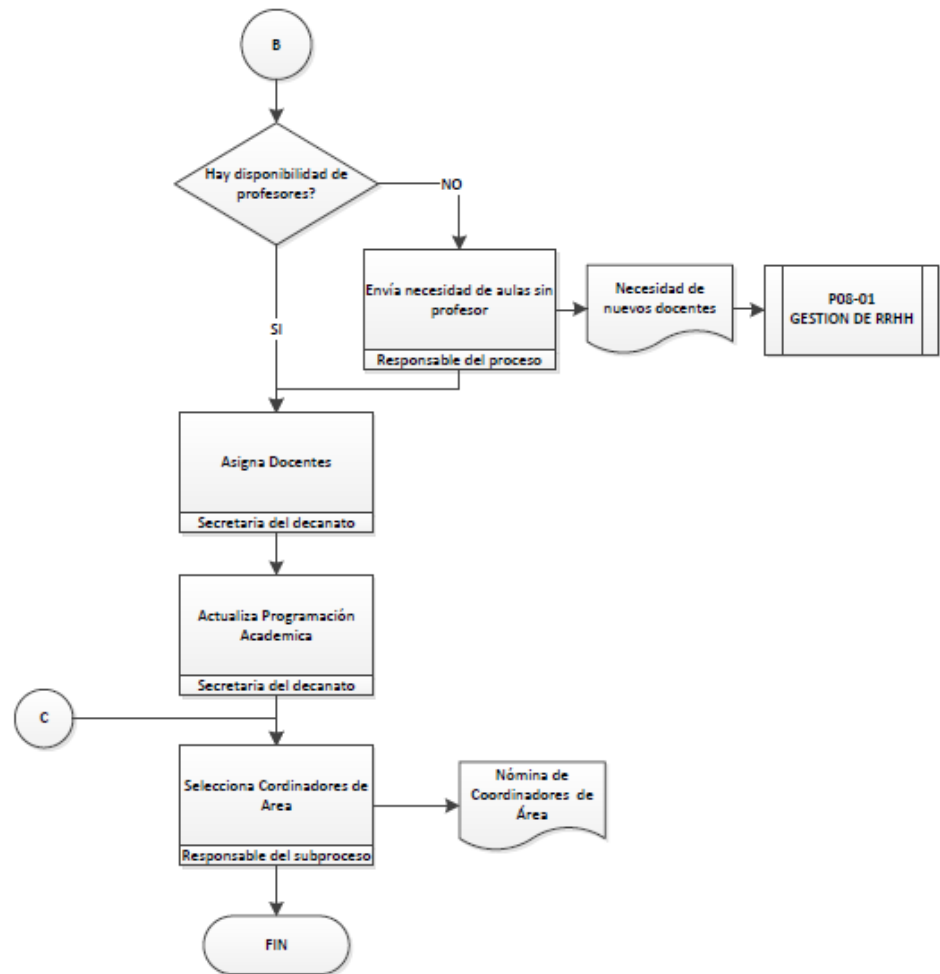 B
Hay disponibilidad de
profesores?
NO
SI
Envía necesidad de aulas sin
profesor
Responsable del proceso
Necesidad de
nuevos docentes
P08-01
GESTION DE RRHH
Asigna Docentes
Secretaria del decanato
Actualiza Programación
Academica
Secretaria del decanato
C
Selecciona Cordinadores de
Area
Responsable del subproceso
Nómina de
Coordinadores de
Área
FIN